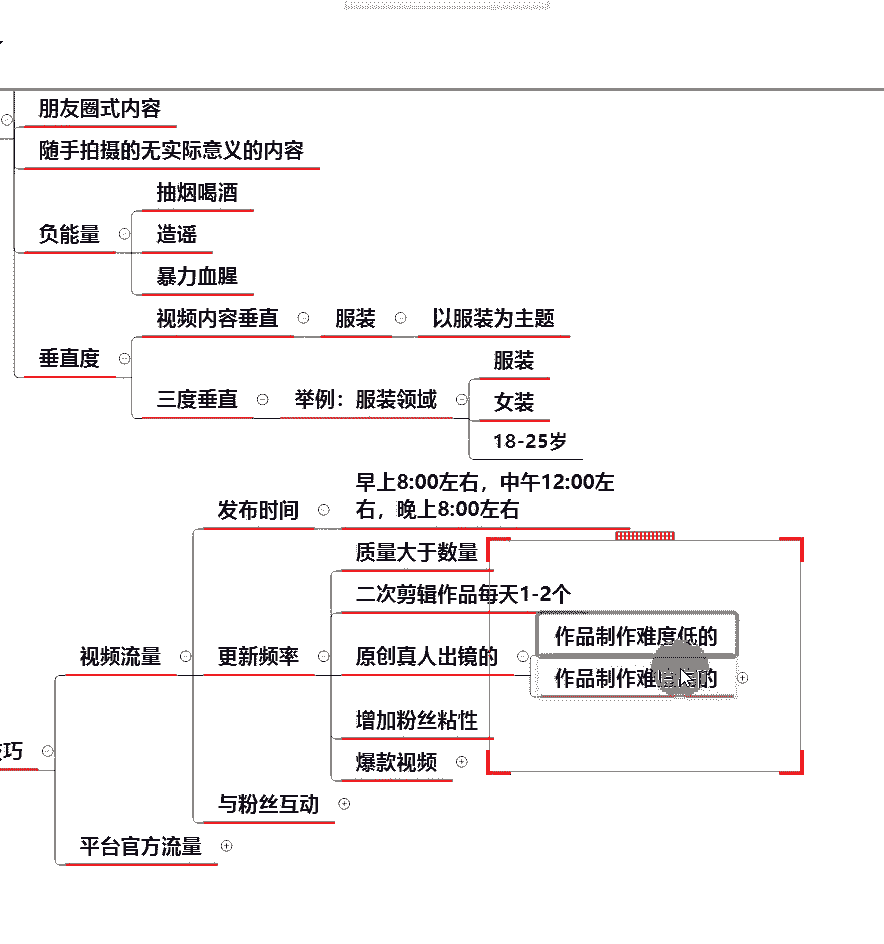 朋友圈式内容
随手拍摄的无实际意义的内容
抽烟喝酒
负能量
造谣
暴力血腥
视频内容垂直
服装
以服装为主题
垂直度
三度垂直
举例：服装领域
服装
女装
18-25岁
早上8:00左右，中午12:00左
右，晚上8:00左右
发布时间
质量大于数量
二次剪辑作品每天1-2个
作品制作难度低的
视频流量
更新频率
原创真人出镜的
作品制作难
的
增加粉丝粘性
巧
爆款视频
与粉丝互动
平台官方流量